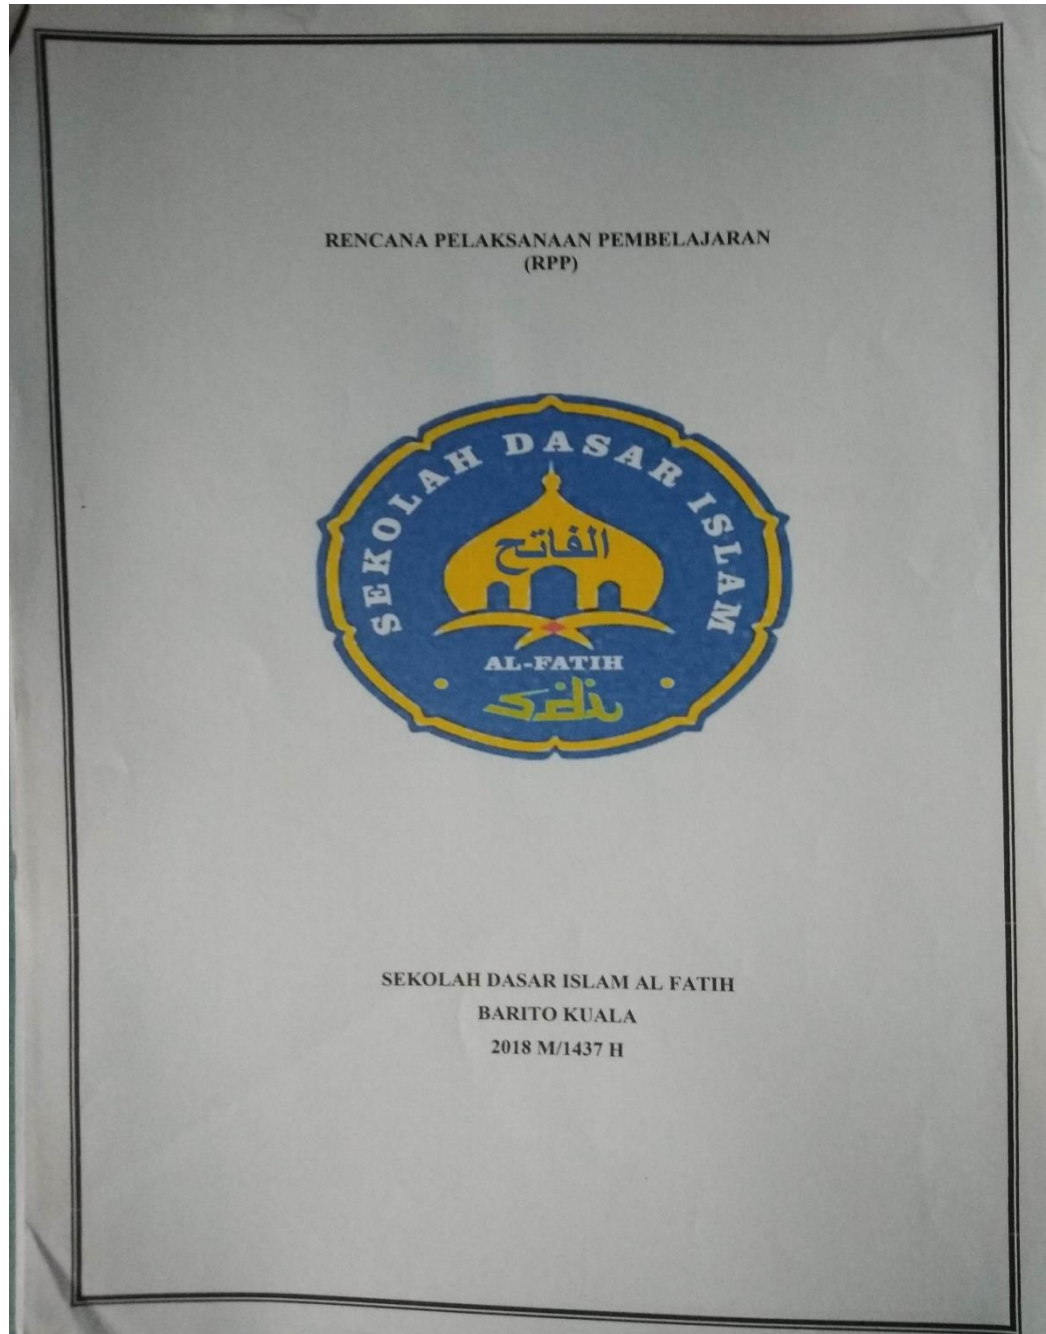 RENCANA PELAKSANAAN PEMBELAJARAN
(RPP)
SEKOLAH DASAR ISLAM
الفاتح
AL-FATIH
sdi
SEKOLAH DASAR ISLAM AL FATIH
BARITO KUALA
2018 M/1437 H